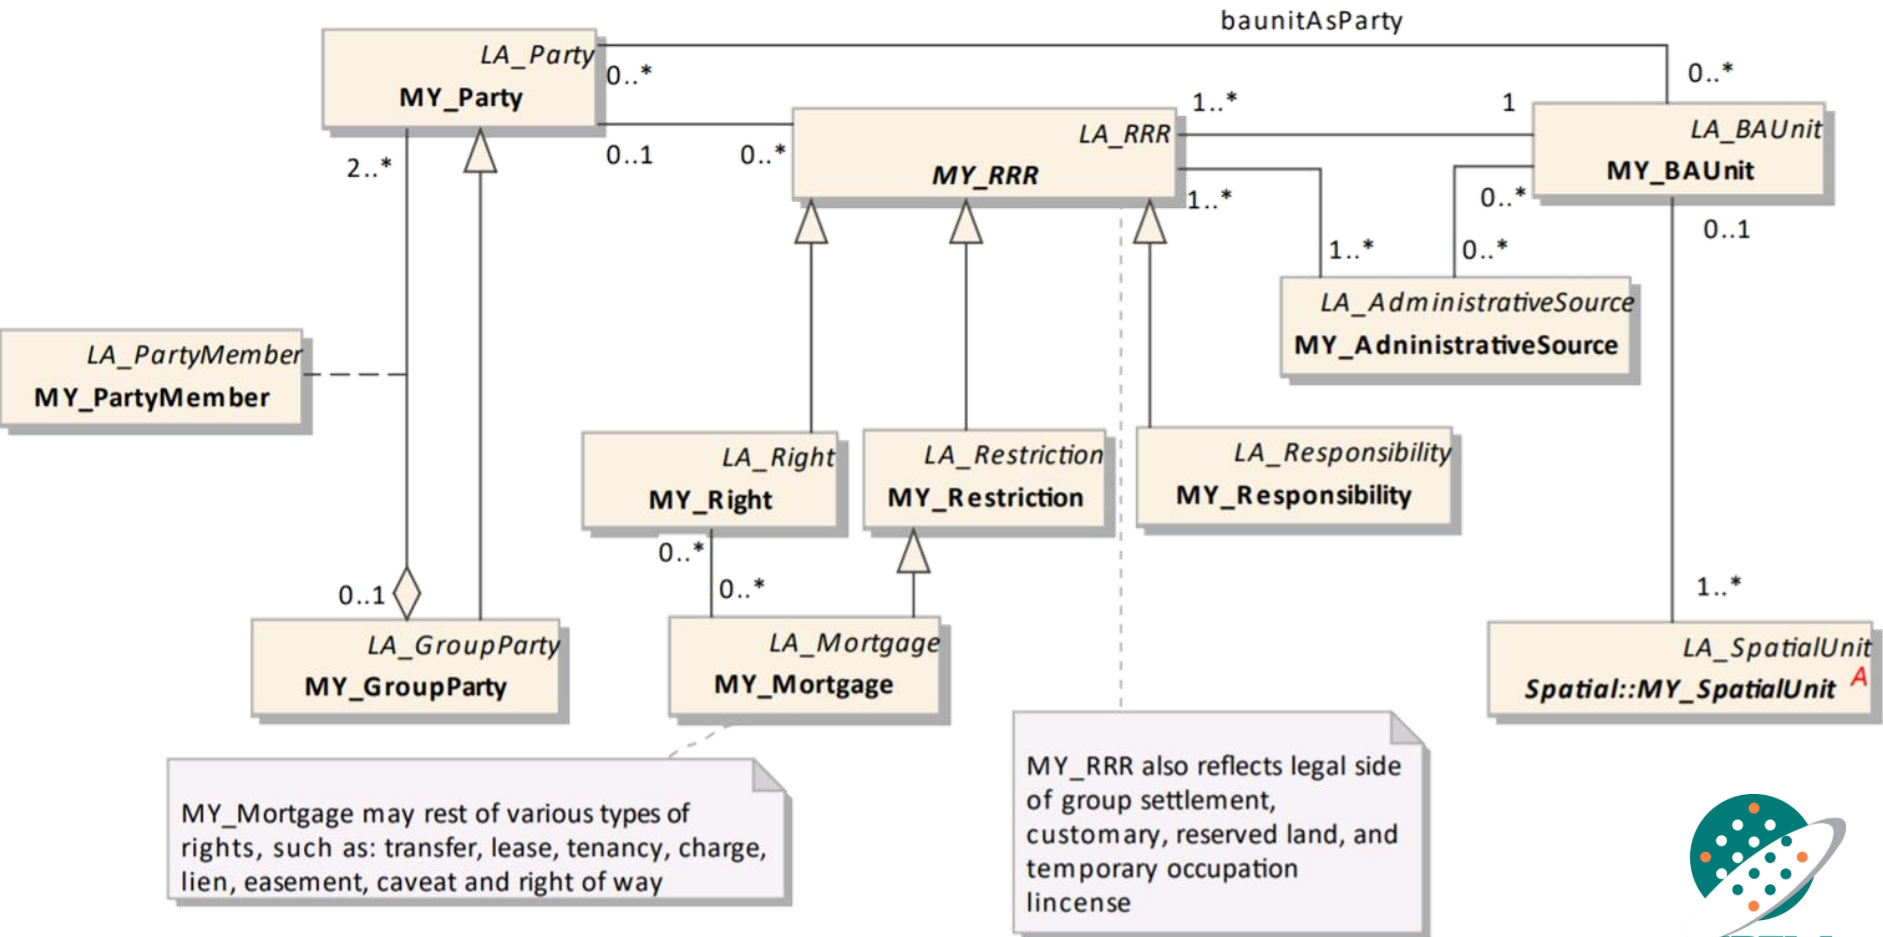 baunitAsParty
LA_Party
MY_Party
0..*
0..*
0..1
0..*
1..*
1
LA_RRR
MY_RRR
LA_BAUnit
MY_BAUnit
2..*
1..*
0..*
0..1
1..*
0..*
LA_AdministrativeSource
MY_AdninistrativeSource
LA_PartyMember
MY_PartyMember
LA_Right
MY_Right
LA_Restriction
MY_Restriction
LA_Responsibility
MY_Responsibility
0..*
0..*
0..1
1..*
LA_GroupParty
MY_GroupParty
LA_Mortgage
MY_Mortgage
LA_SpatialUnit
Spatial::MY_SpatialUnit
A
MY_Mortgage may rest of various types of
rights, such as: transfer, lease, tenancy, charge,
lien, easement, caveat and right of way
MY_RRR also reflects legal side
of group settlement,
customary, reserved land, and
temporary occupation
lincense